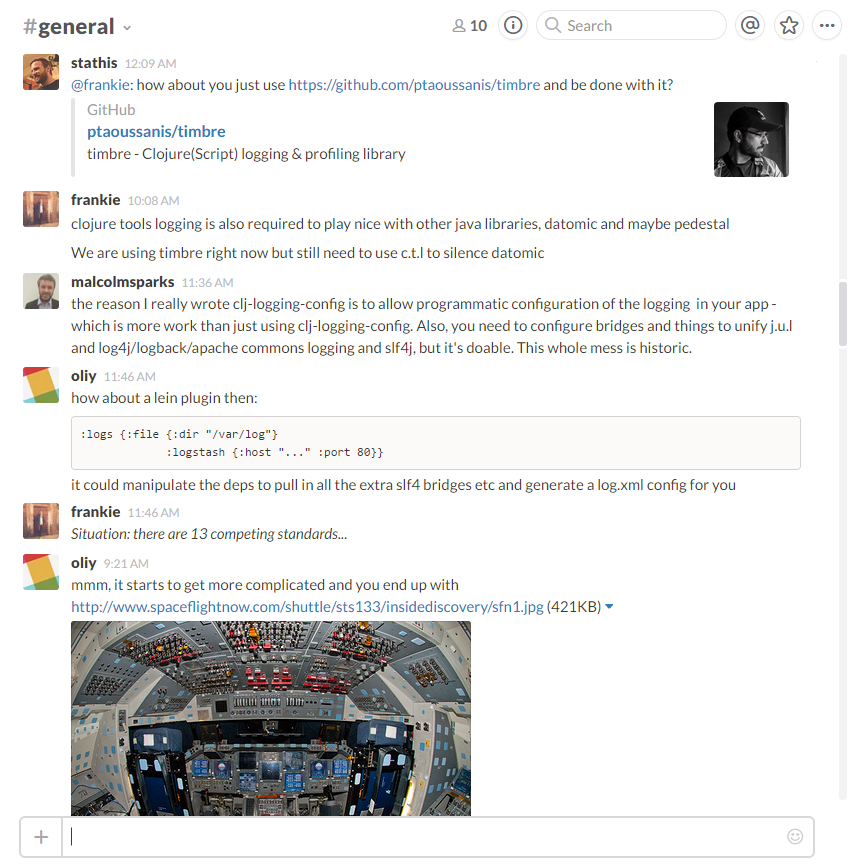 #general
10
Search
stathis 12:09 AM
@frankie: how about you just use https://github.com/ptaoussanis/timbre and be done with it?
GitHub
ptaoussanis/timbre
timbre - Clojure(Script) logging & profiling library
frankie 10:08 AM
clojure tools logging is also required to play nice with other java libraries, datomic and maybe pedestal
We are using timbre right now but still need to use c.t.l to silence datomic
malcolmsparks 11:36 AM
the reason I really wrote clj-logging-config is to allow programmatic configuration of the logging in your app -
which is more work than just using clj-logging-config. Also, you need to configure bridges and things to unify j.u.l
and log4j/logback/apache commons logging and slf4j, but it's doable. This whole mess is historic.
oliy 11:46 AM
how about a lein plugin then:
:logs {:file {:dir "/var/log"}
:logstash {:host "..." :port 80}}
it could manipulate the deps to pull in all the extra slf4 bridges etc and generate a log.xml config for you
frankie 11:46 AM
Situation: there are 13 competing standards...
oliy 9:21 AM
mmm, it starts to get more complicated and you end up with
http://www.spaceflightnow.com/shuttle/sts133/insidediscovery/sfn1.jpg (421KB)